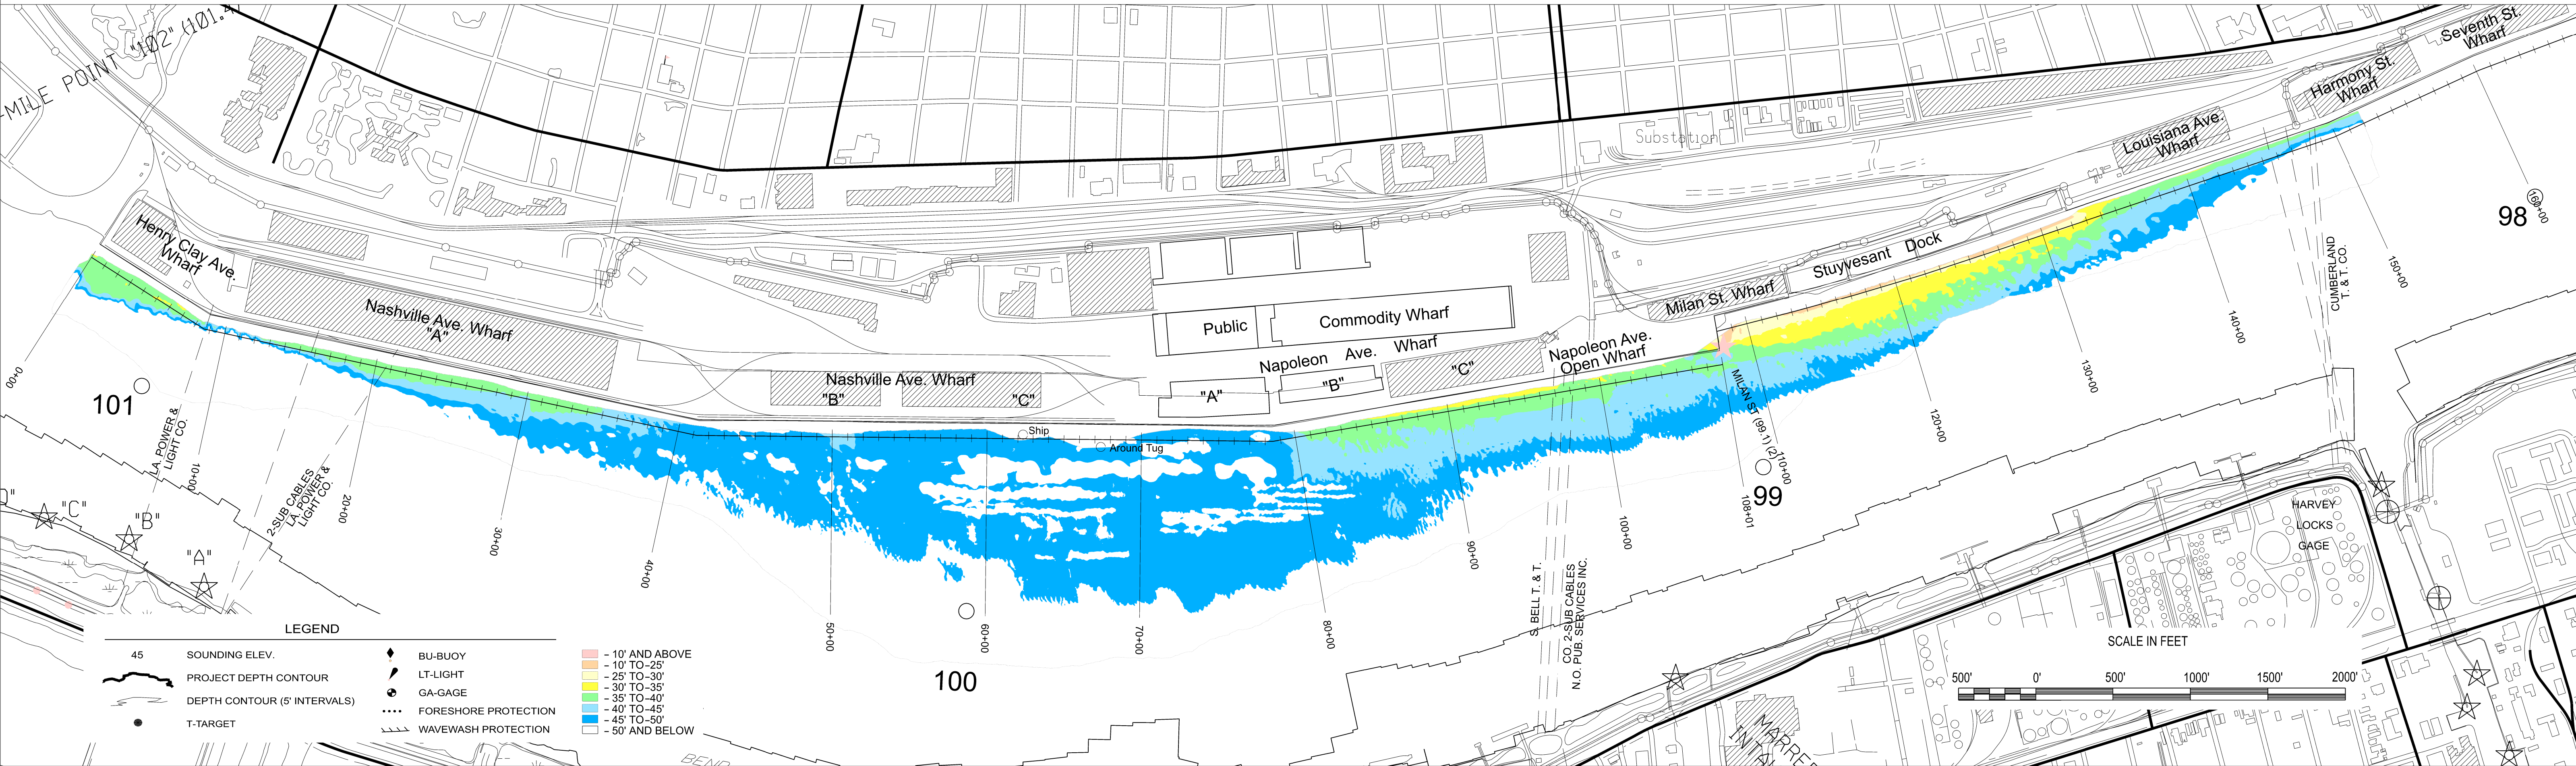 -MILE POINT "102" (101.4)
Seventh St.
Wharf
Harmony St.
Wharf
Louisiana Ave.
Wharf
Substation
Henry Clay Ave.
Wharf
Nashville Ave. Wharf
"A"
Nashville Ave. Wharf
"B"
"C"
Public
Commodity Wharf
Napoleon Ave. Wharf
"A"
"B"
"C"
Napoleon Ave.
Open Wharf
Milan St. Wharf
Stuyvesant Dock
Ship
Around Tug
98
160+00
CUMBERLAND
T. & T. CO.
150+00
140+00
130+00
120+00
MILAN ST (99.1) (2)
110+00
108+01
99
100+00
90+00
80+00
70+00
60+00
50+00
40+00
30+00
20+00
10+00
0+00
101
100
LA. POWER &
LIGHT CO.
2-SUB CABLES
LA. POWER &
LIGHT CO.
S. BELL T. & T.
CO. 2-SUB CABLES
N.O. PUB. SERVICES INC.
"C"
"B"
"A"
HARVEY
LOCKS
GAGE
LEGEND
45 SOUNDING ELEV.
PROJECT DEPTH CONTOUR
DEPTH CONTOUR (5' INTERVALS)
T-TARGET
BU-BUOY
LT-LIGHT
GA-GAGE
FORESHORE PROTECTION
WAVEWASH PROTECTION
– 10' AND ABOVE
– 10' TO–25'
– 25' TO–30'
– 30' TO–35'
– 35' TO–40'
– 40' TO–45'
– 45' TO–50'
– 50' AND BELOW
SCALE IN FEET
500' 0' 500' 1000' 1500' 2000'